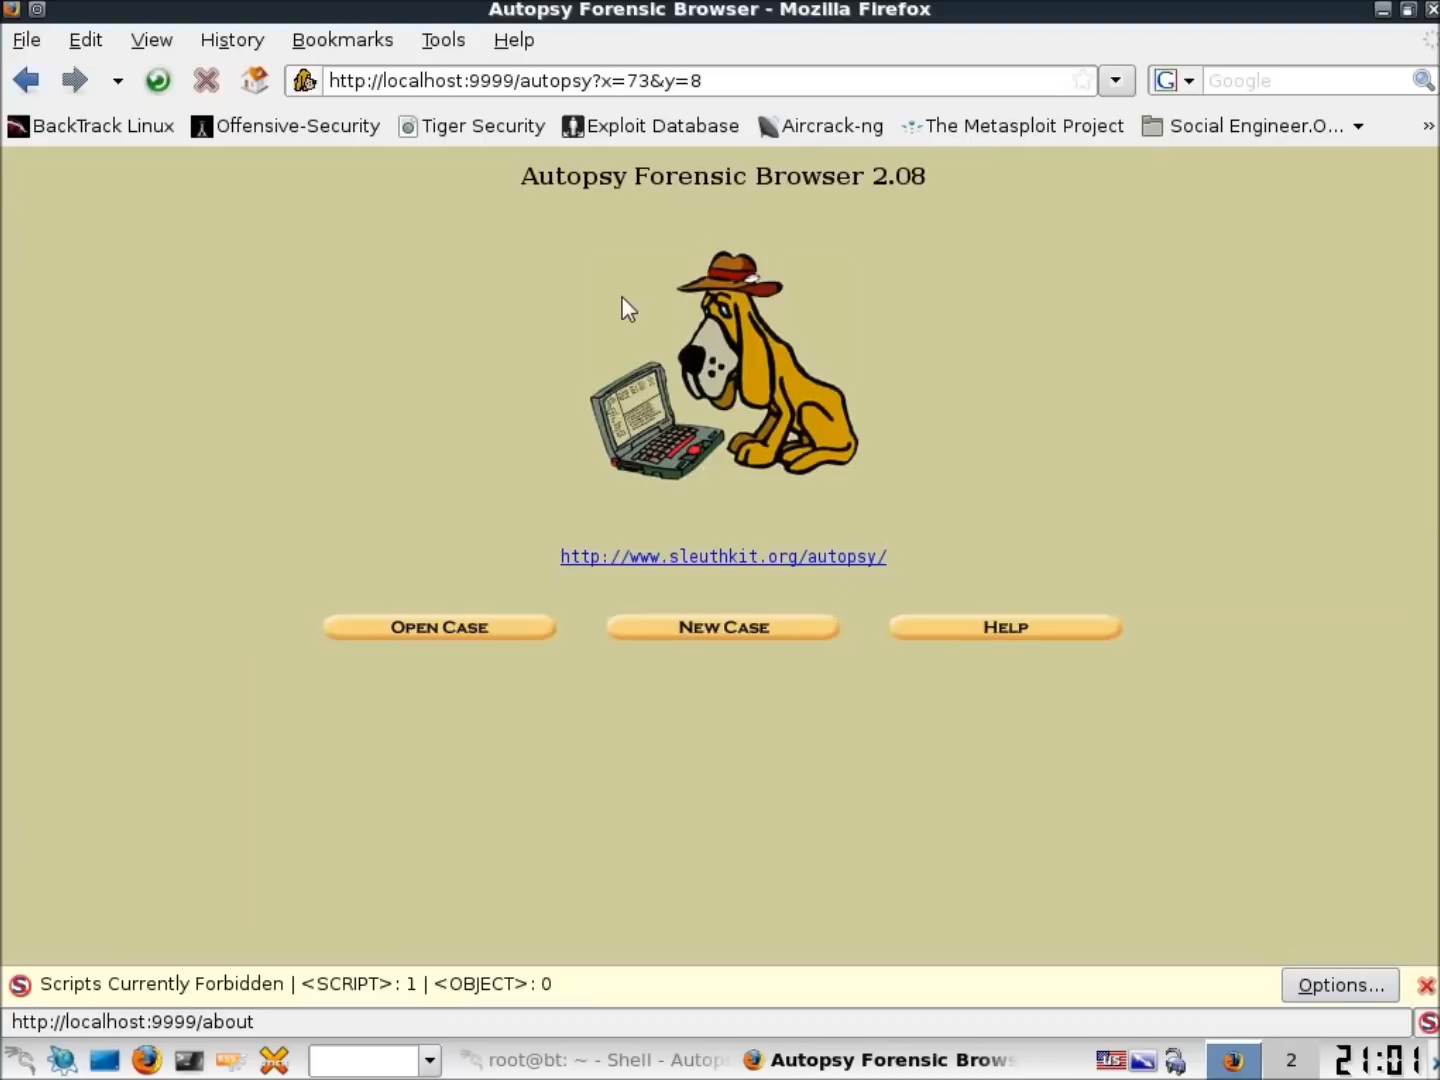 Autopsy Forensic Browser - Mozilla Firefox
File Edit View History Bookmarks Tools Help
http://localhost:9999/autopsy?x=73&y=8 Google
BackTrack Linux Offensive-Security Tiger Security Exploit Database Aircrack-ng The Metasploit Project Social Engineer.O... »
Autopsy Forensic Browser 2.08
http://www.sleuthkit.org/autopsy/
OPEN CASE NEW CASE HELP
Scripts Currently Forbidden | <SCRIPT>: 1 | <OBJECT>: 0 Options...
http://localhost:9999/about
root@bt: ~ - Shell - Autop Autopsy Forensic Brows 2 21:01